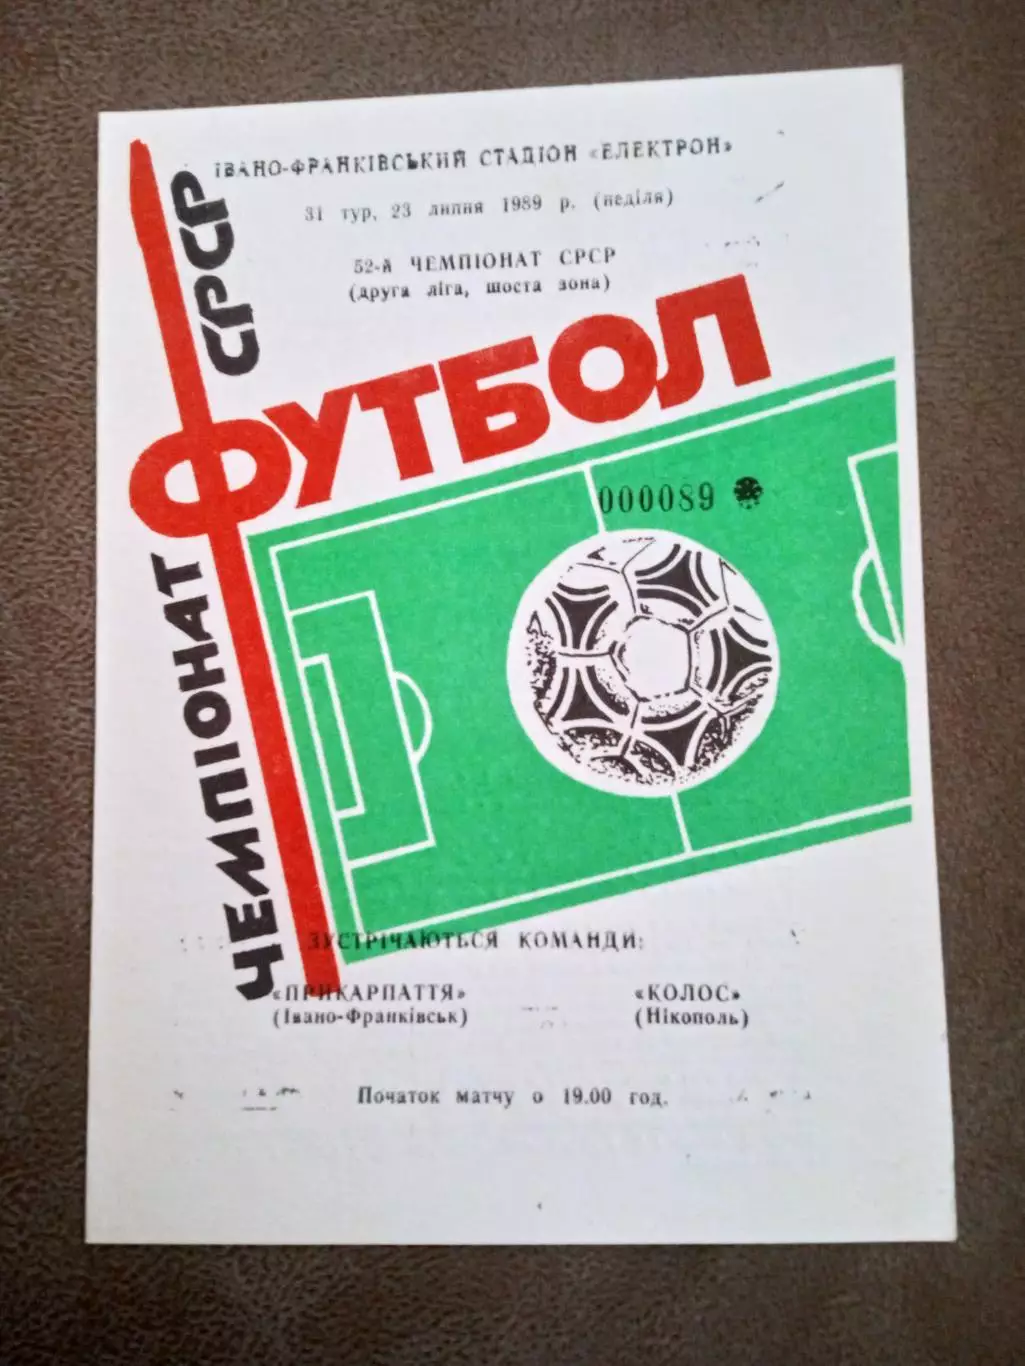 ІВАНО-ФРАНКІВСЬКИЙ СТАДІОН «ЕЛЕКТРОН»
31 тур, 23 липня 1989 р. (неділя)
52-й ЧЕМПІОНАТ СРСР
(друга ліга, шоста зона)
ЧЕМПІОНАТ СРСР
ФУТБОЛ
000089
ЗУСТРІЧАЮТЬСЯ КОМАНДИ:
«ПРИКАРПАТТЯ» «КОЛОС»
(Івано-Франківськ) (Нікополь)
Початок матчу о 19.00 год.